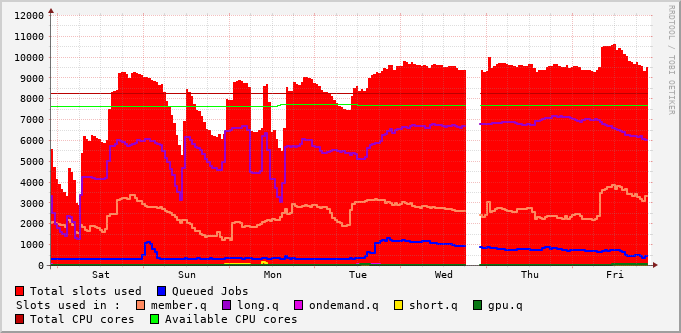 RRDTOOL / TOBI OETIKER
12000
11000
10000
9000
8000
7000
6000
5000
4000
3000
2000
1000
0
Sat Sun Mon Tue Wed Thu Fri
Total slots used Queued Jobs
Slots used in : member.q long.q ondemand.q short.q gpu.q
Total CPU cores Available CPU cores